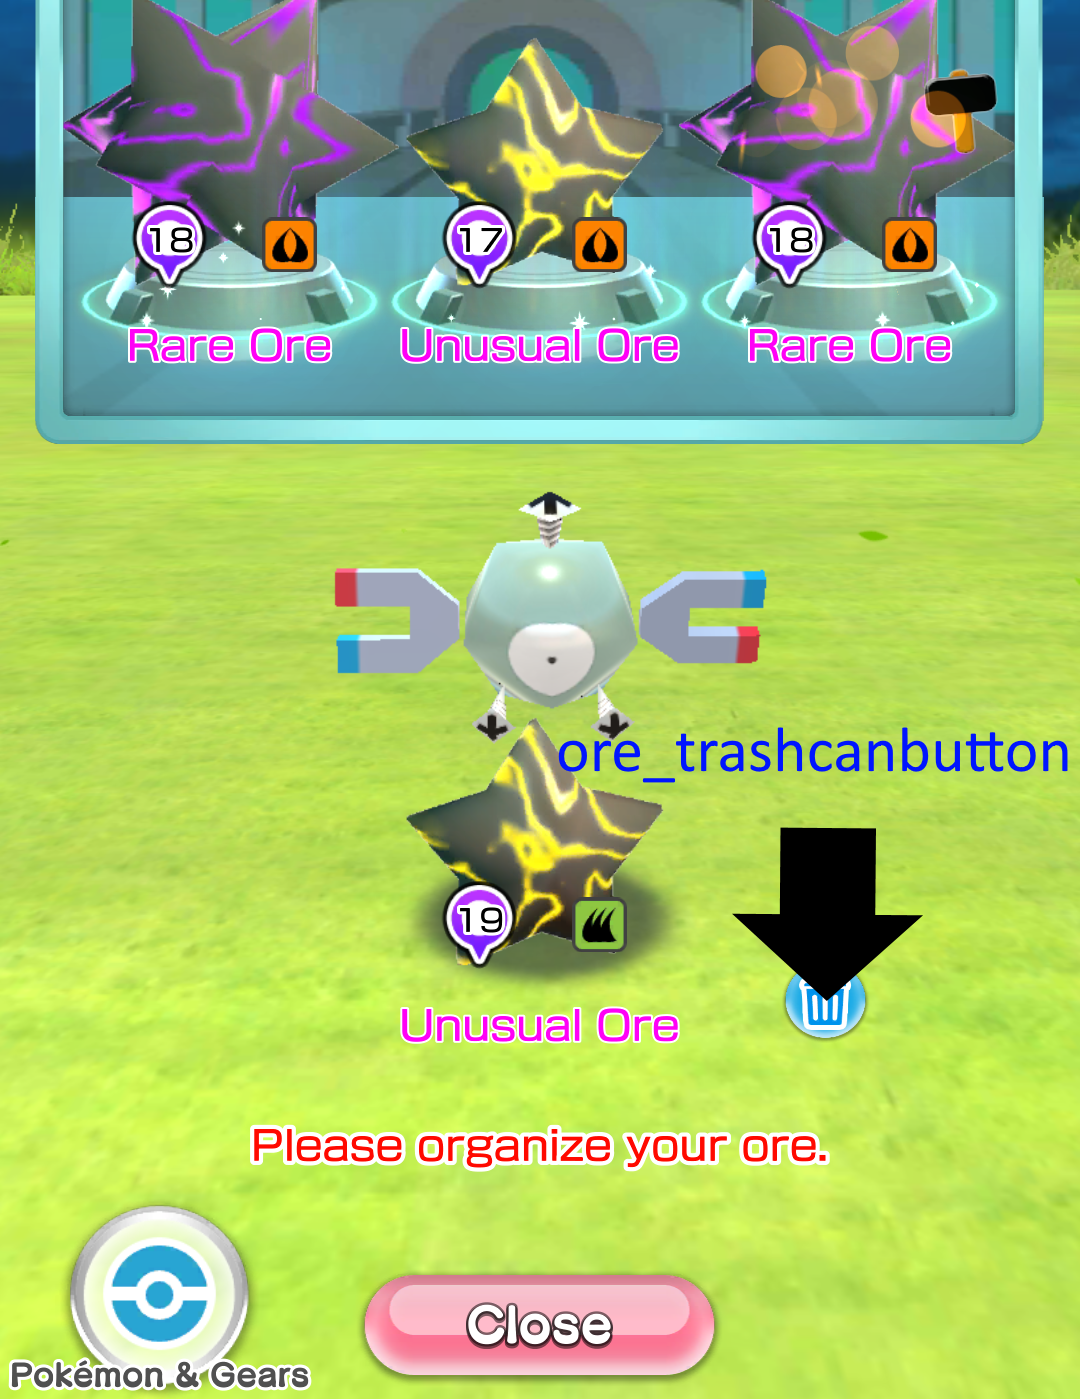 18
17
18
Rare Ore
Unusual Ore
Rare Ore
ore_trashcanbutton
19
Unusual Ore
Please organize your ore.
Close
Pokémon & Gears